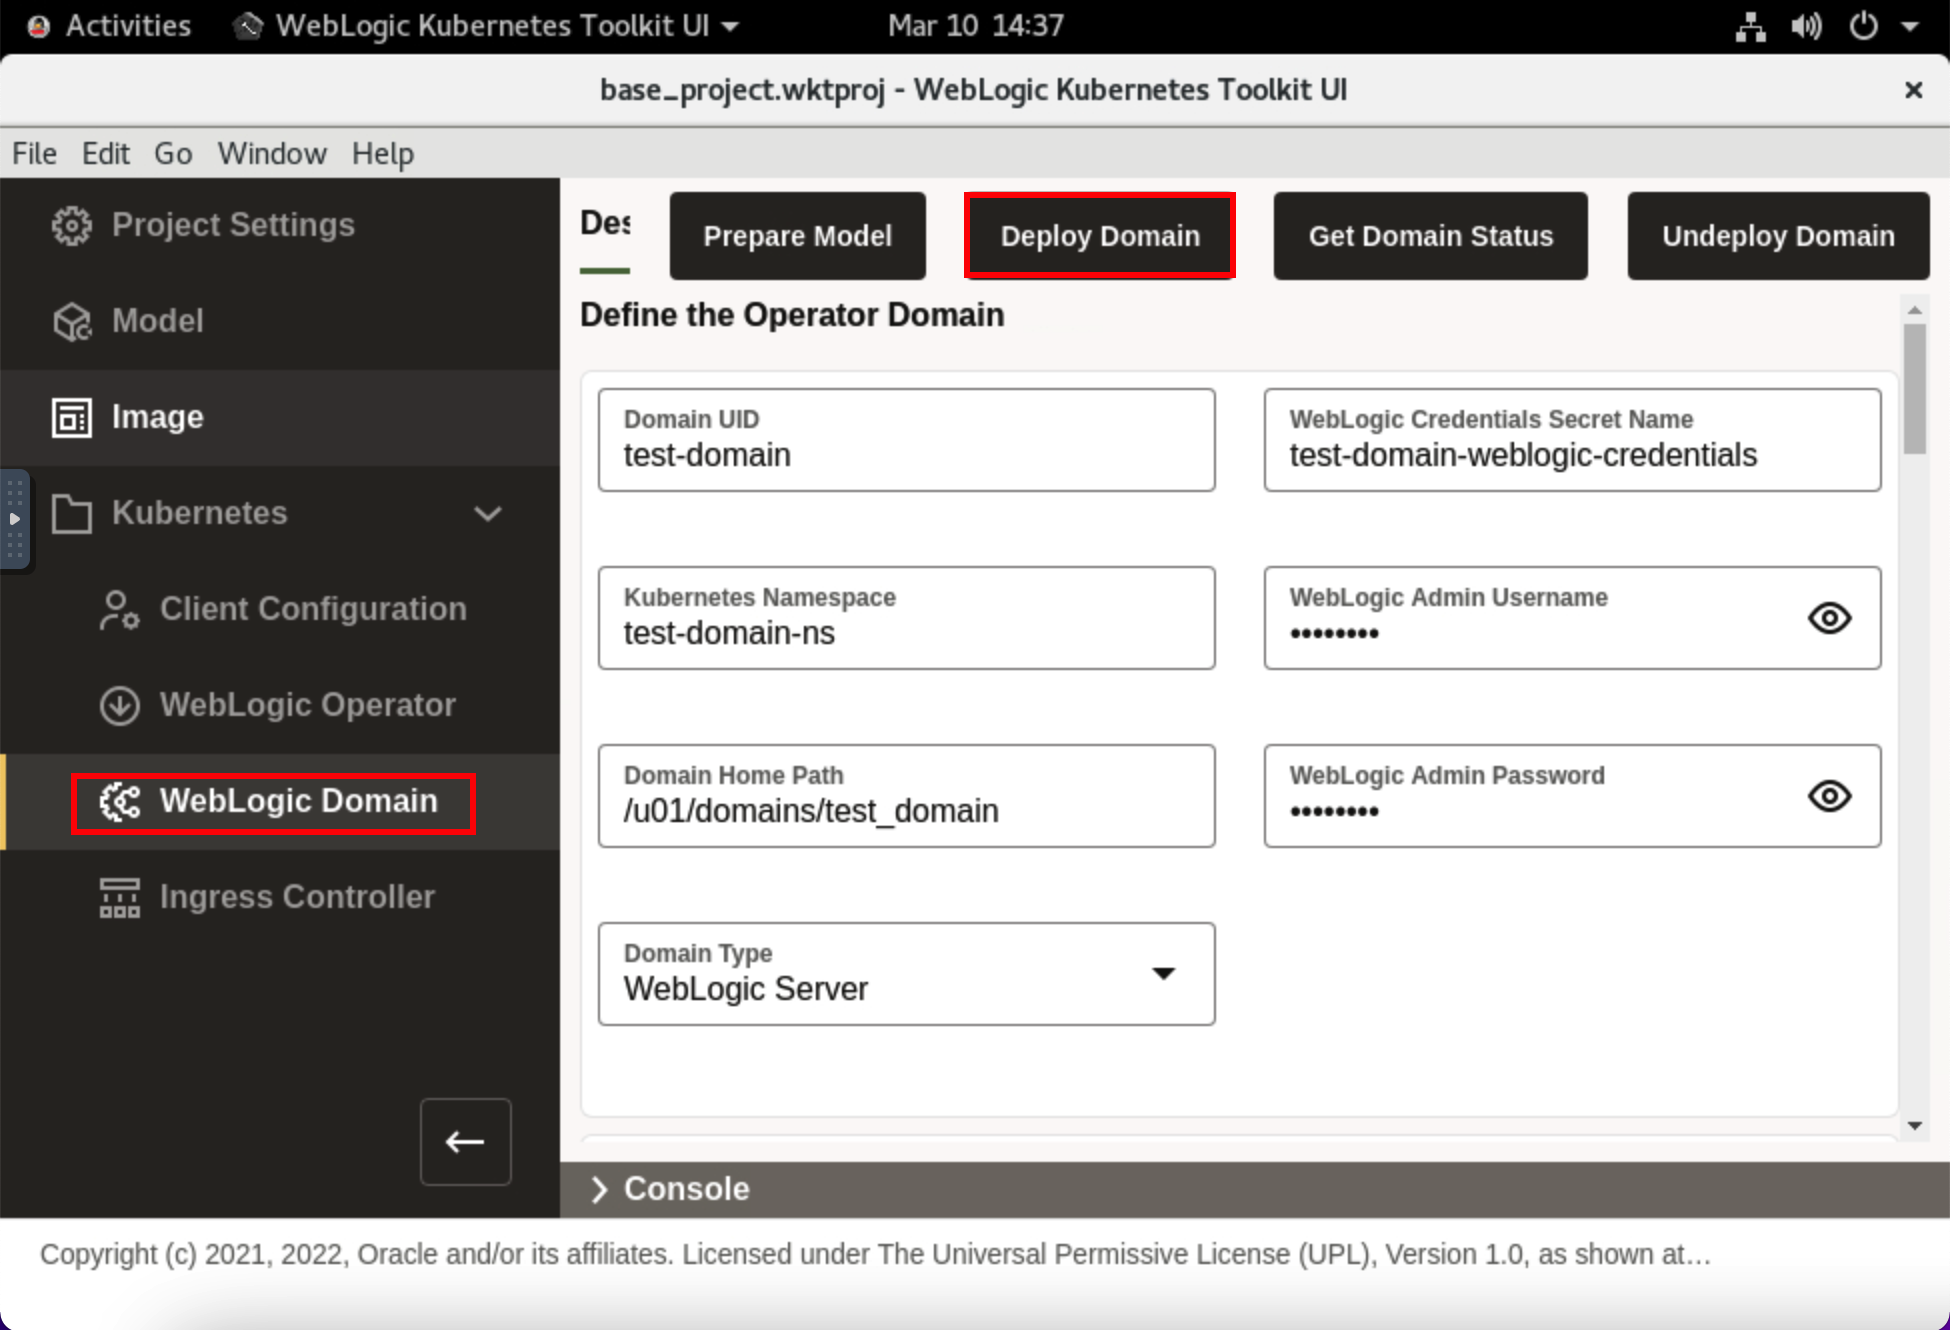 Activities WebLogic Kubernetes Toolkit UI Mar 10 14:37
base_project.wktproj - WebLogic Kubernetes Toolkit UI
File Edit Go Window Help
Project Settings
Model
Image
Kubernetes
Client Configuration
WebLogic Operator
WebLogic Domain
Ingress Controller
Prepare Model Deploy Domain Get Domain Status Undeploy Domain
Define the Operator Domain
Domain UID
test-domain
WebLogic Credentials Secret Name
test-domain-weblogic-credentials
Kubernetes Namespace
test-domain-ns
WebLogic Admin Username
••••••••
Domain Home Path
/u01/domains/test_domain
WebLogic Admin Password
••••••••
Domain Type
WebLogic Server
Console
Copyright (c) 2021, 2022, Oracle and/or its affiliates. Licensed under The Universal Permissive License (UPL), Version 1.0, as shown at…